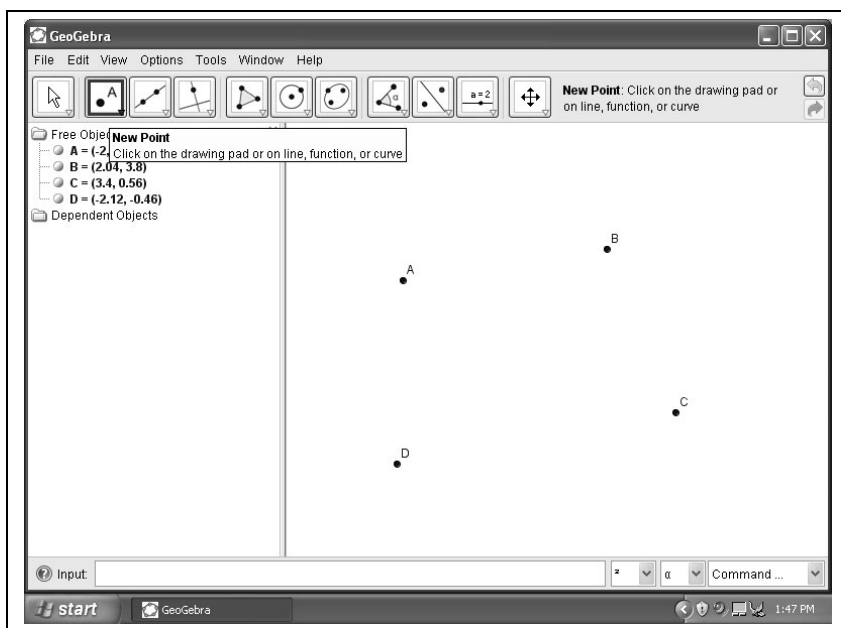 GeoGebra
File Edit View Options Tools Window Help
A
α
a = 2
New Point: Click on the drawing pad or
on line, function, or curve
Free Objec
New Point
Click on the drawing pad or on line, function, or curve
A = (-2,
B = (2.04, 3.8)
C = (3.4, 0.56)
D = (-2.12, -0.46)
Dependent Objects
B
A
C
D
Input:
² α Command ...
start GeoGebra 1:47 PM